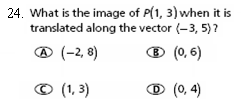 24. What is the image of P(1, 3) when it is
translated along the vector ⟨–3, 5⟩?
Ⓐ (–2, 8) Ⓑ (0, 6)
Ⓒ (1, 3) Ⓓ (0, 4)